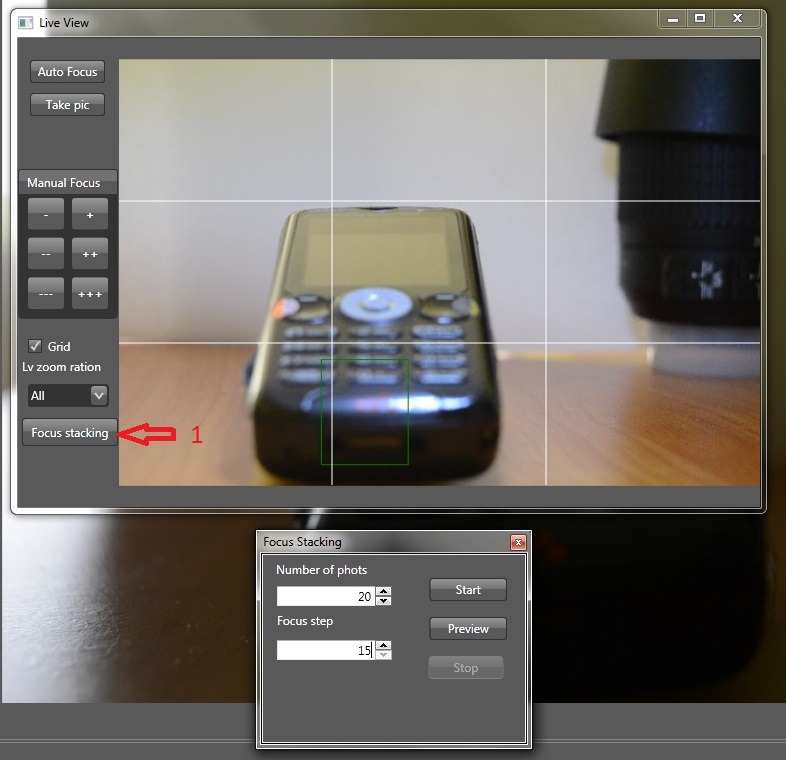 Live View
Auto Focus
Take pic
Manual Focus
- +
-- ++
--- +++
Grid
Lv zoom ration
All
Focus stacking
1
Focus Stacking
Number of phots
20
Start
Focus step
Preview
15
Stop